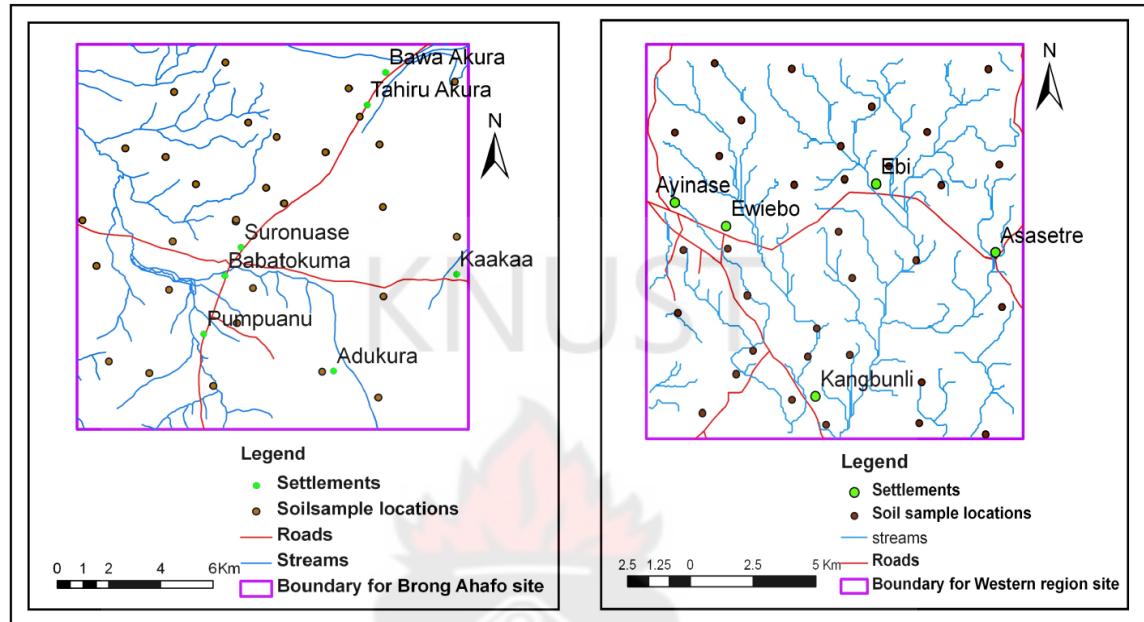 Bawa Akura
Tahiru Akura
N
Suronuase
Babatokuma
Kaakaa
Pumpuanu
Adukura
Legend
Settlements
Soilsample locations
Roads
Streams
Boundary for Brong Ahafo site
0 1 2 4 6Km
N
Ebi
Ayinase
Ewiebo
Asasetre
Kangbunli
Legend
Settlements
Soil sample locations
streams
Roads
Boundary for Western region site
2.5 1.25 0 2.5 5 Km
KNUST